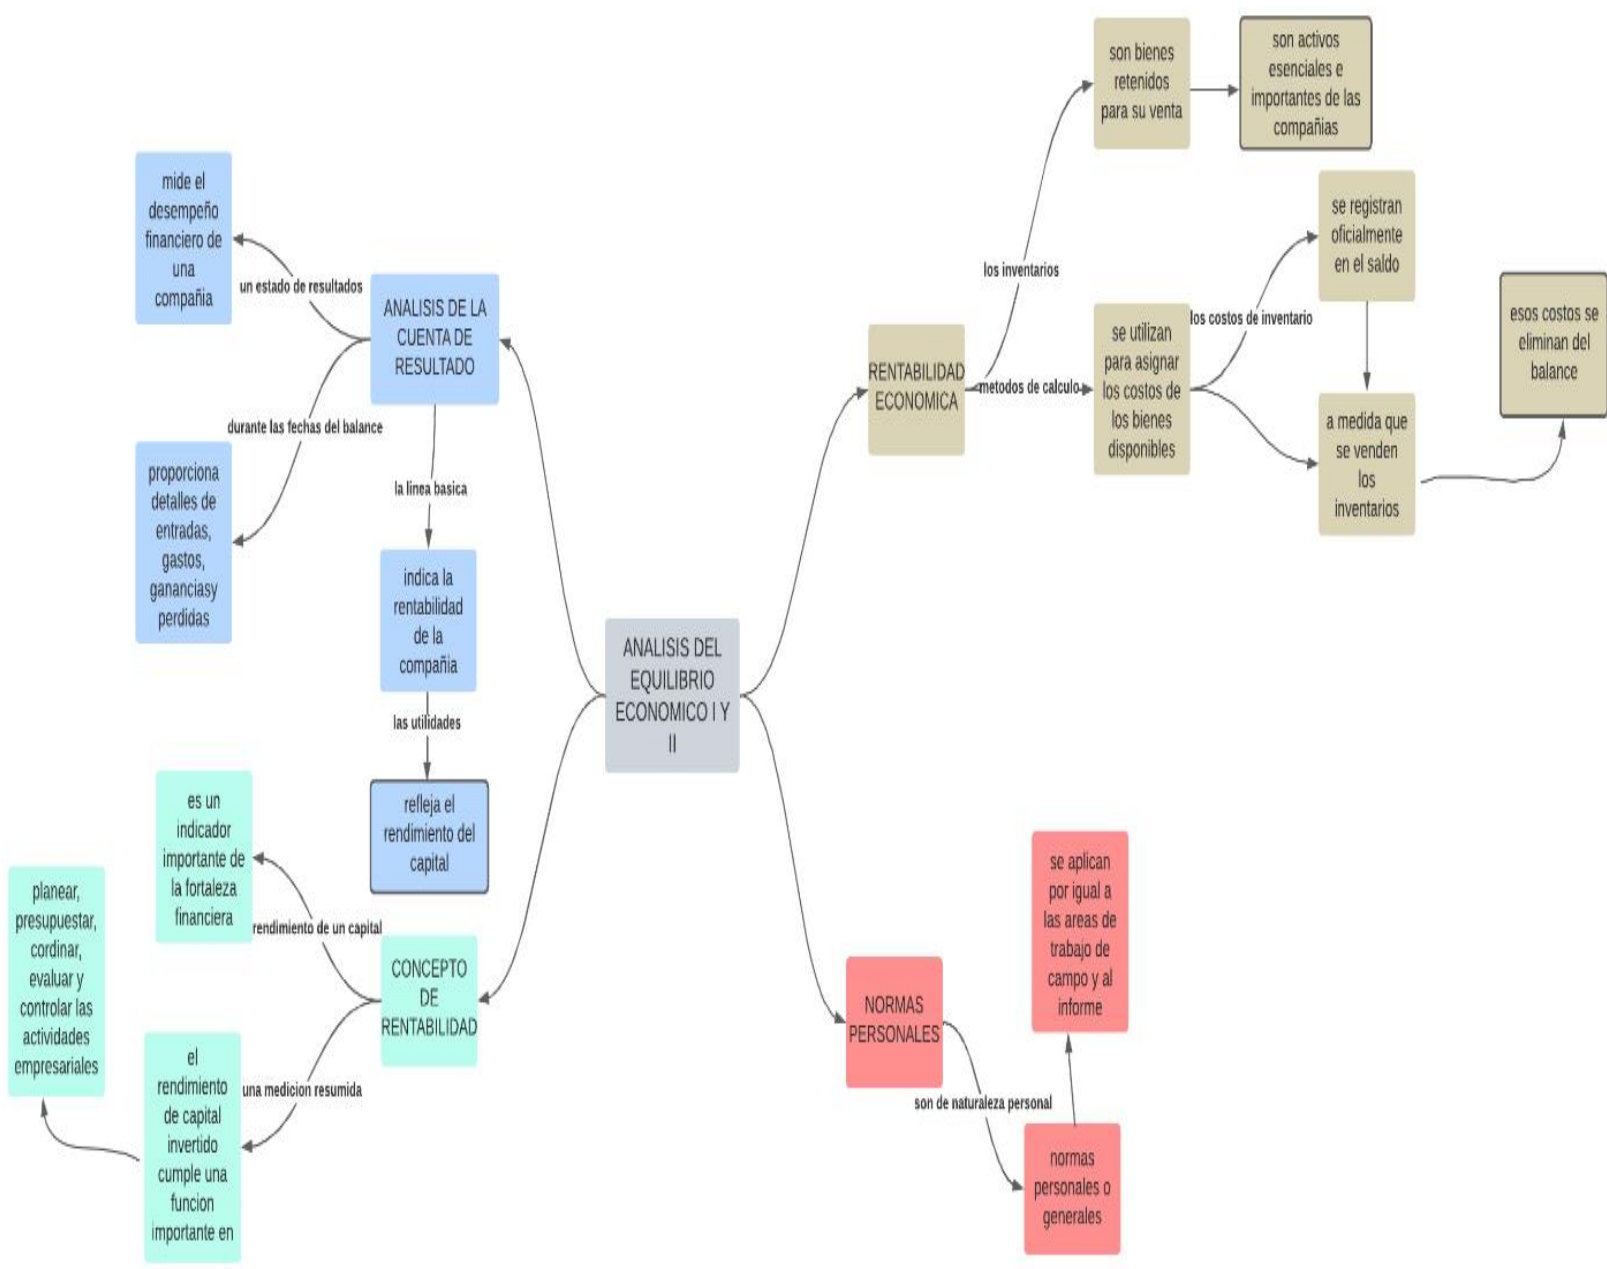 son bienes
retenidos
para su venta
son activos
esenciales e
importantes de las
compañias
mide el
desempeño
financiero de
una
compañia
un estado de resultados
ANALISIS DE LA
CUENTA DE
RESULTADO
durante las fechas del balance
proporciona
detalles de
entradas,
gastos,
gananciasy
perdidas
la linea basica
indica la
rentabilidad
de la
compañia
las utilidades
refleja el
rendimiento del
capital
los inventarios
RENTABILIDAD
ECONOMICA
metodos de calculo
se utilizan
para asignar
los costos de
los bienes
disponibles
los costos de inventario
se registran
oficialmente
en el saldo
a medida que
se venden
los
inventarios
esos costos se
eliminan del
balance
ANALISIS DEL
EQUILIBRIO
ECONOMICO I Y
II
es un
indicador
importante de
la fortaleza
financiera
rendimiento de un capital
CONCEPTO
DE
RENTABILIDAD
una medicion resumida
el
rendimiento
de capital
invertido
cumple una
funcion
importante en
planear,
presupuestar,
cordinar,
evaluar y
controlar las
actividades
empresariales
NORMAS
PERSONALES
son de naturaleza personal
normas
personales o
generales
se aplican
por igual a
las areas de
trabajo de
campo y al
informe